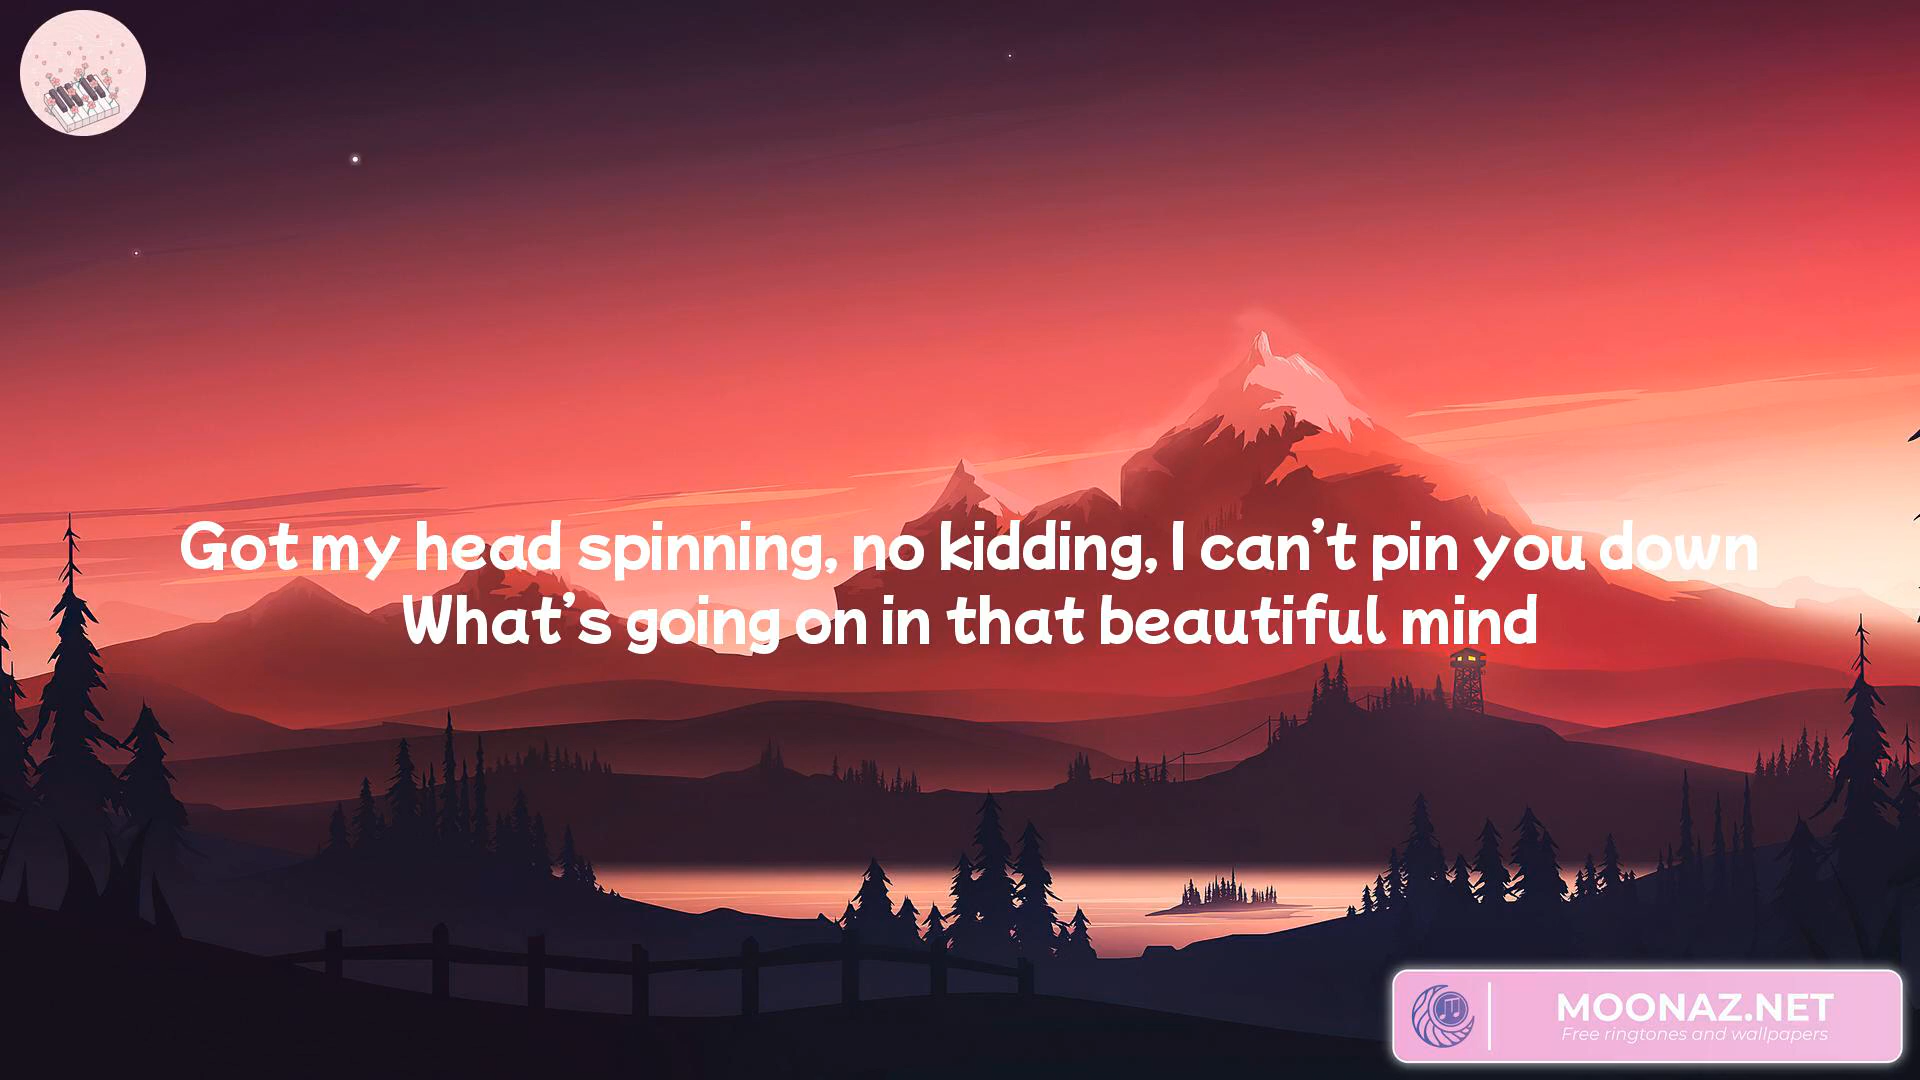 Got my head spinning, no kidding, I can’t pin you down
What’s going on in that beautiful mind
MOONAZ.NET
Free ringtones and wallpapers